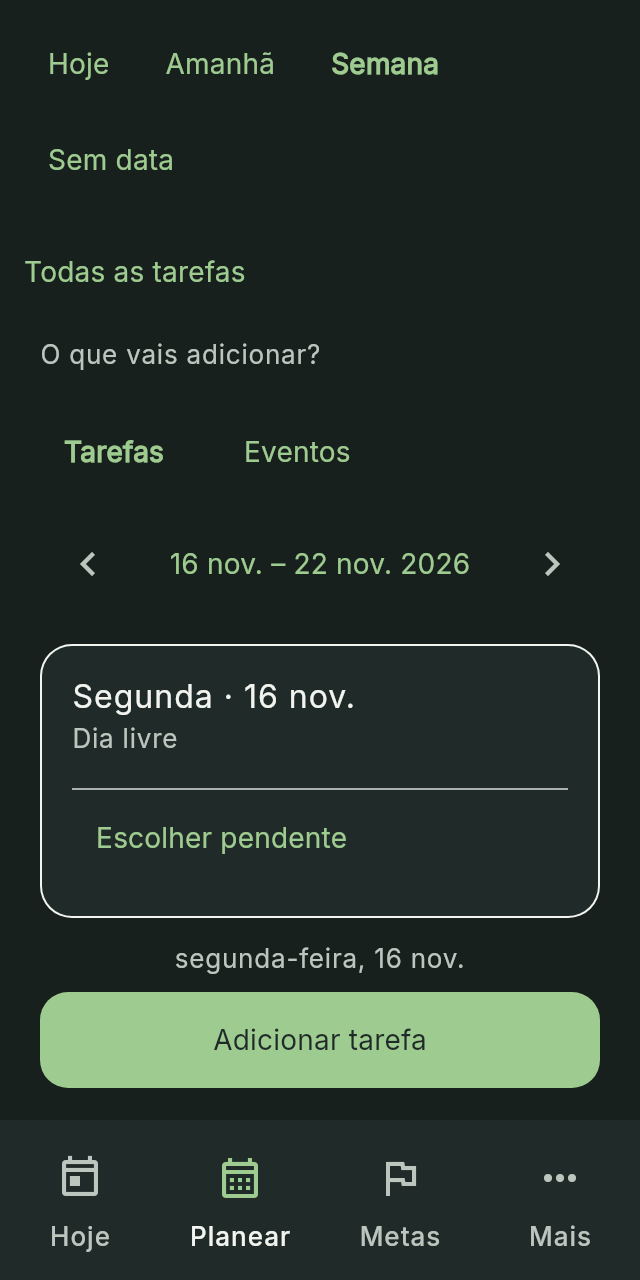 Hoje Amanhã Semana
Sem data
Todas as tarefas
O que vais adicionar?
Tarefas Eventos
16 nov. – 22 nov. 2026
Segunda · 16 nov.
Dia livre
Escolher pendente
segunda-feira, 16 nov.
Adicionar tarefa
Hoje Planear Metas Mais